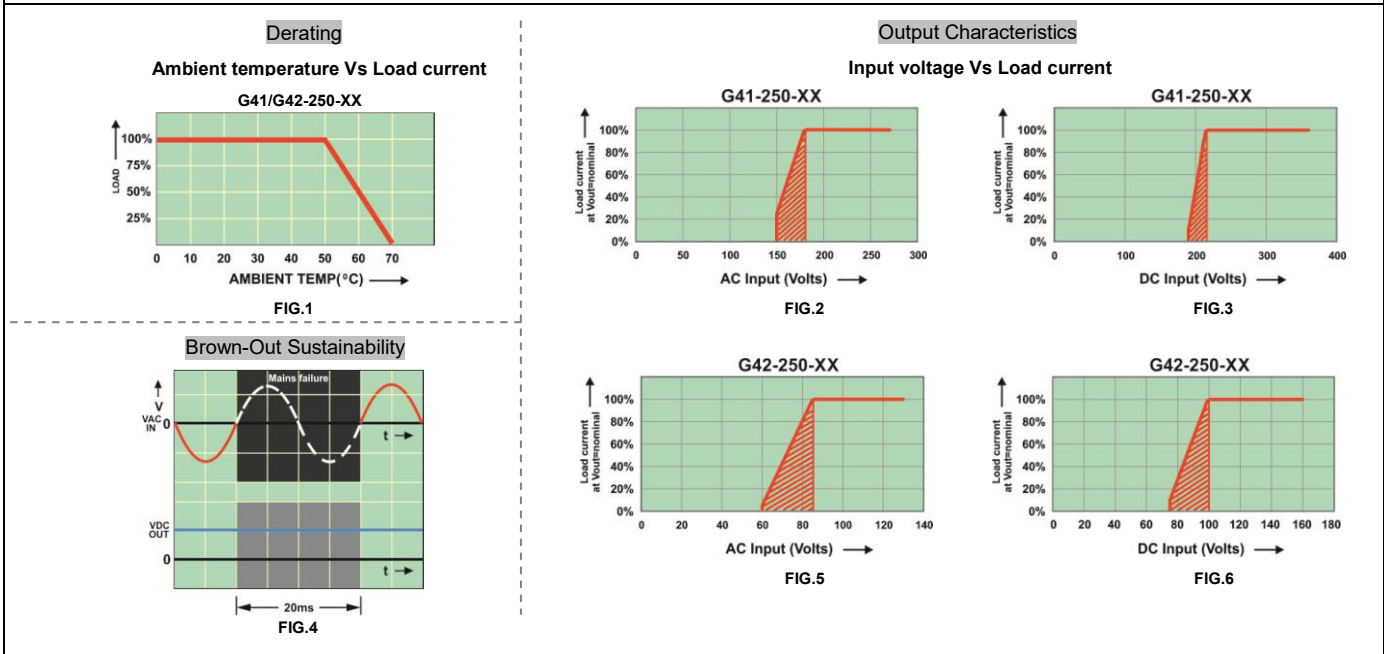 Derating
Ambient temperature Vs Load current
G41/G42-250-XX
LOAD
100%
75%
50%
25%
0 10 20 30 40 50 60 70
AMBIENT TEMP(°C)
FIG.1
Brown-Out Sustainability
Mains failure
V
VAC
IN
0
t
VDC
OUT
0
t
20ms
FIG.4
Output Characteristics
Input voltage Vs Load current
G41-250-XX
Load current
at Vout=nominal
100%
80%
60%
40%
20%
0%
0 50 100 150 200 250 300
AC Input (Volts)
FIG.2
G41-250-XX
Load current
at Vout=nominal
100%
80%
60%
40%
20%
0%
0 100 200 300 400
DC Input (Volts)
FIG.3
G42-250-XX
Load current
at Vout=nominal
100%
80%
60%
40%
20%
0%
0 20 40 60 80 100 120 140
AC Input (Volts)
FIG.5
G42-250-XX
Load current
at Vout=nominal
100%
80%
60%
40%
20%
0%
0 20 40 60 80 100 120 140 160 180
DC Input (Volts)
FIG.6